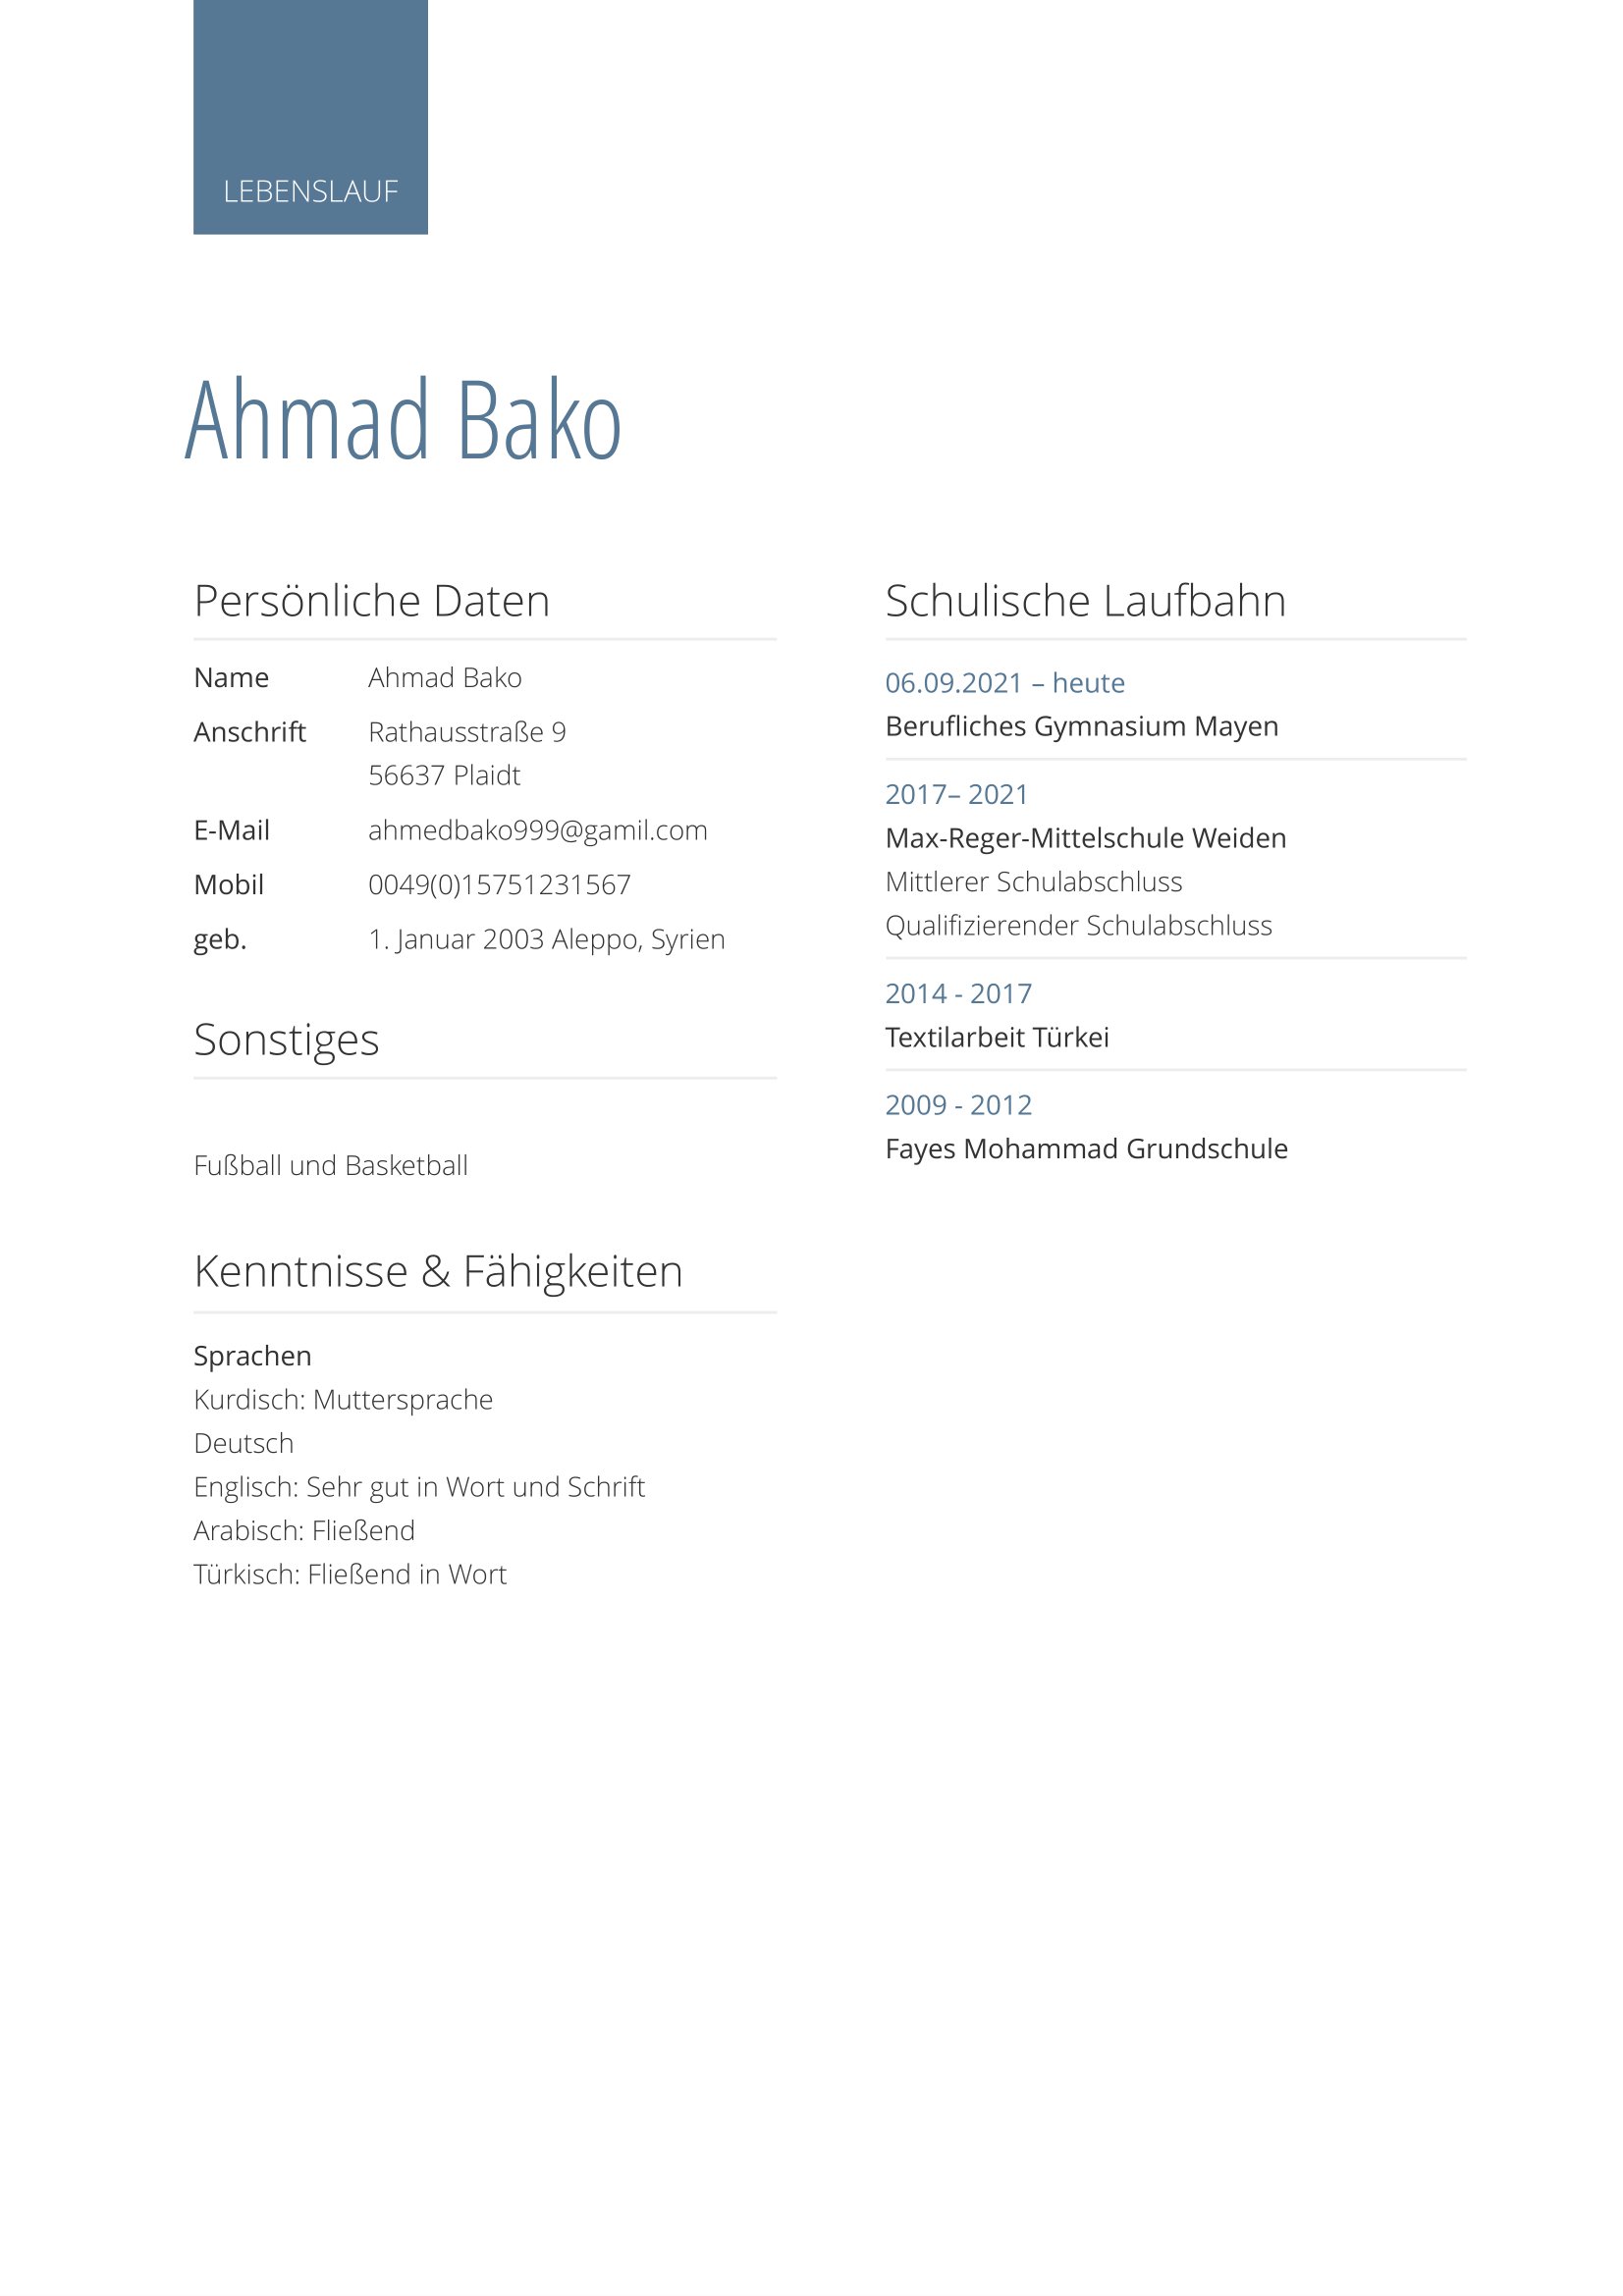 LEBENSLAUF
Ahmad Bako
Persönliche Daten
Name Ahmad Bako
Anschrift Rathausstraße 9
56637 Plaidt
E-Mail ahmedbako999@gamil.com
Mobil 0049(0)15751231567
geb. 1. Januar 2003 Aleppo, Syrien
Sonstiges
Fußball und Basketball
Kenntnisse & Fähigkeiten
Sprachen
Kurdisch: Muttersprache
Deutsch
Englisch: Sehr gut in Wort und Schrift
Arabisch: Fließend
Türkisch: Fließend in Wort
Schulische Laufbahn
06.09.2021 – heute
Berufliches Gymnasium Mayen
2017– 2021
Max-Reger-Mittelschule Weiden
Mittlerer Schulabschluss
Qualifizierender Schulabschluss
2014 - 2017
Textilarbeit Türkei
2009 - 2012
Fayes Mohammad Grundschule